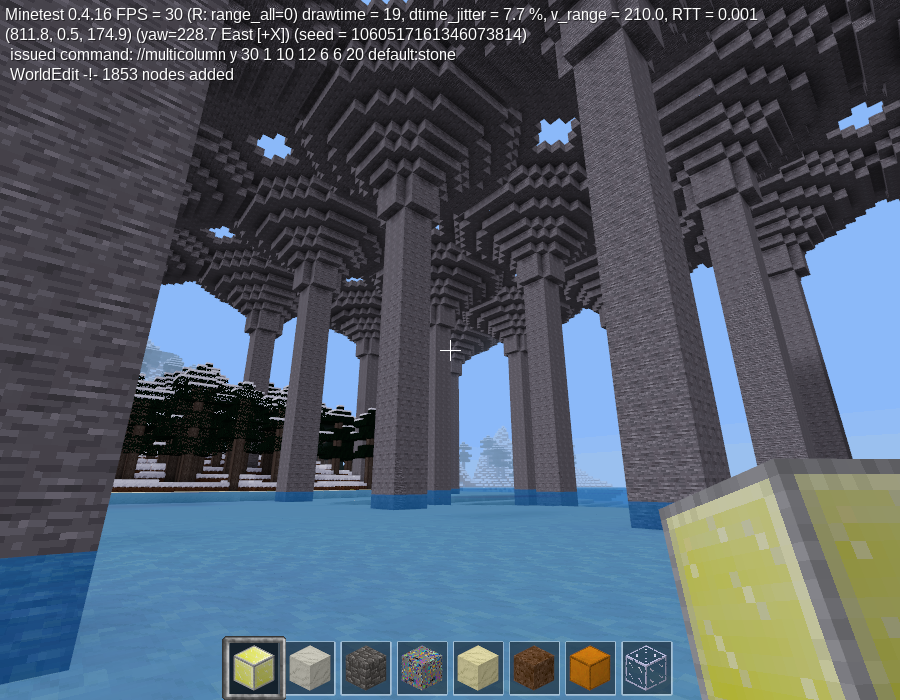 Minetest 0.4.16 FPS = 30 (R: range_all=0) drawtime = 19, dtime_jitter = 7.7 %, v_range = 210.0, RTT = 0.001
(811.8, 0.5, 174.9) (yaw=228.7 East [+X]) (seed = 10605171613460738​14)
issued command: //multicolumn y 30 1 10 12 6 6 20 default:stone
WorldEdit -!- 1853 nodes added